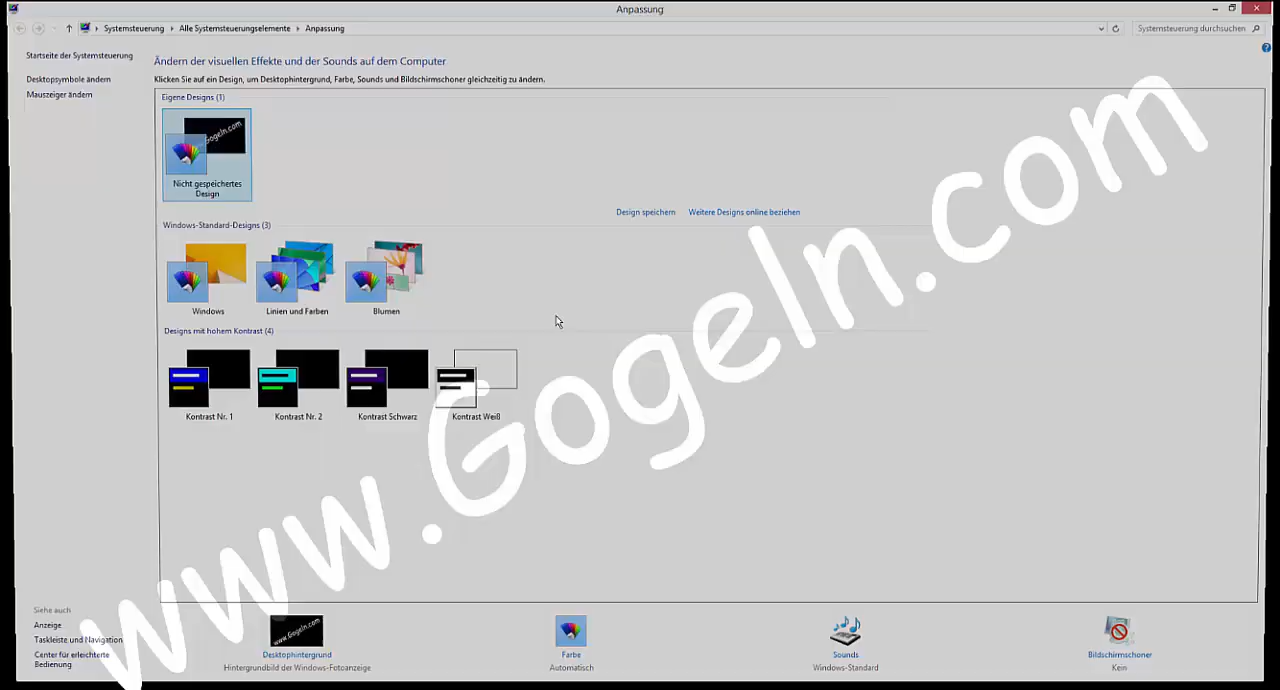 Anpassung
Systemsteuerung Alle Systemsteuerungselemente Anpassung
Systemsteuerung durchsuchen
Startseite der Systemsteuerung
Desktopsymbole ändern
Mauszeiger ändern
Ändern der visuellen Effekte und der Sounds auf dem Computer
Klicken Sie auf ein Design, um Desktophintergrund, Farbe, Sounds und Bildschirmschoner gleichzeitig zu ändern.
Eigene Designs (1)
Gogeln.com
Nicht gespeichertes
Design
Design speichern Weitere Designs online beziehen
Windows-Standard-Designs (3)
Windows Linien und Farben Blumen
Designs mit hohem Kontrast (4)
Kontrast Nr. 1 Kontrast Nr. 2 Kontrast Schwarz Kontrast Weiß
www.Gogeln.com
Siehe auch
Anzeige
Taskleiste und Navigation
Center für erleichterte
Bedienung
www.Gogeln.com
Desktophintergrund
Hintergrundbild der Windows-Fotoanzeige
Farbe
Automatisch
Sounds
Windows-Standard
Bildschirmschoner
Kein